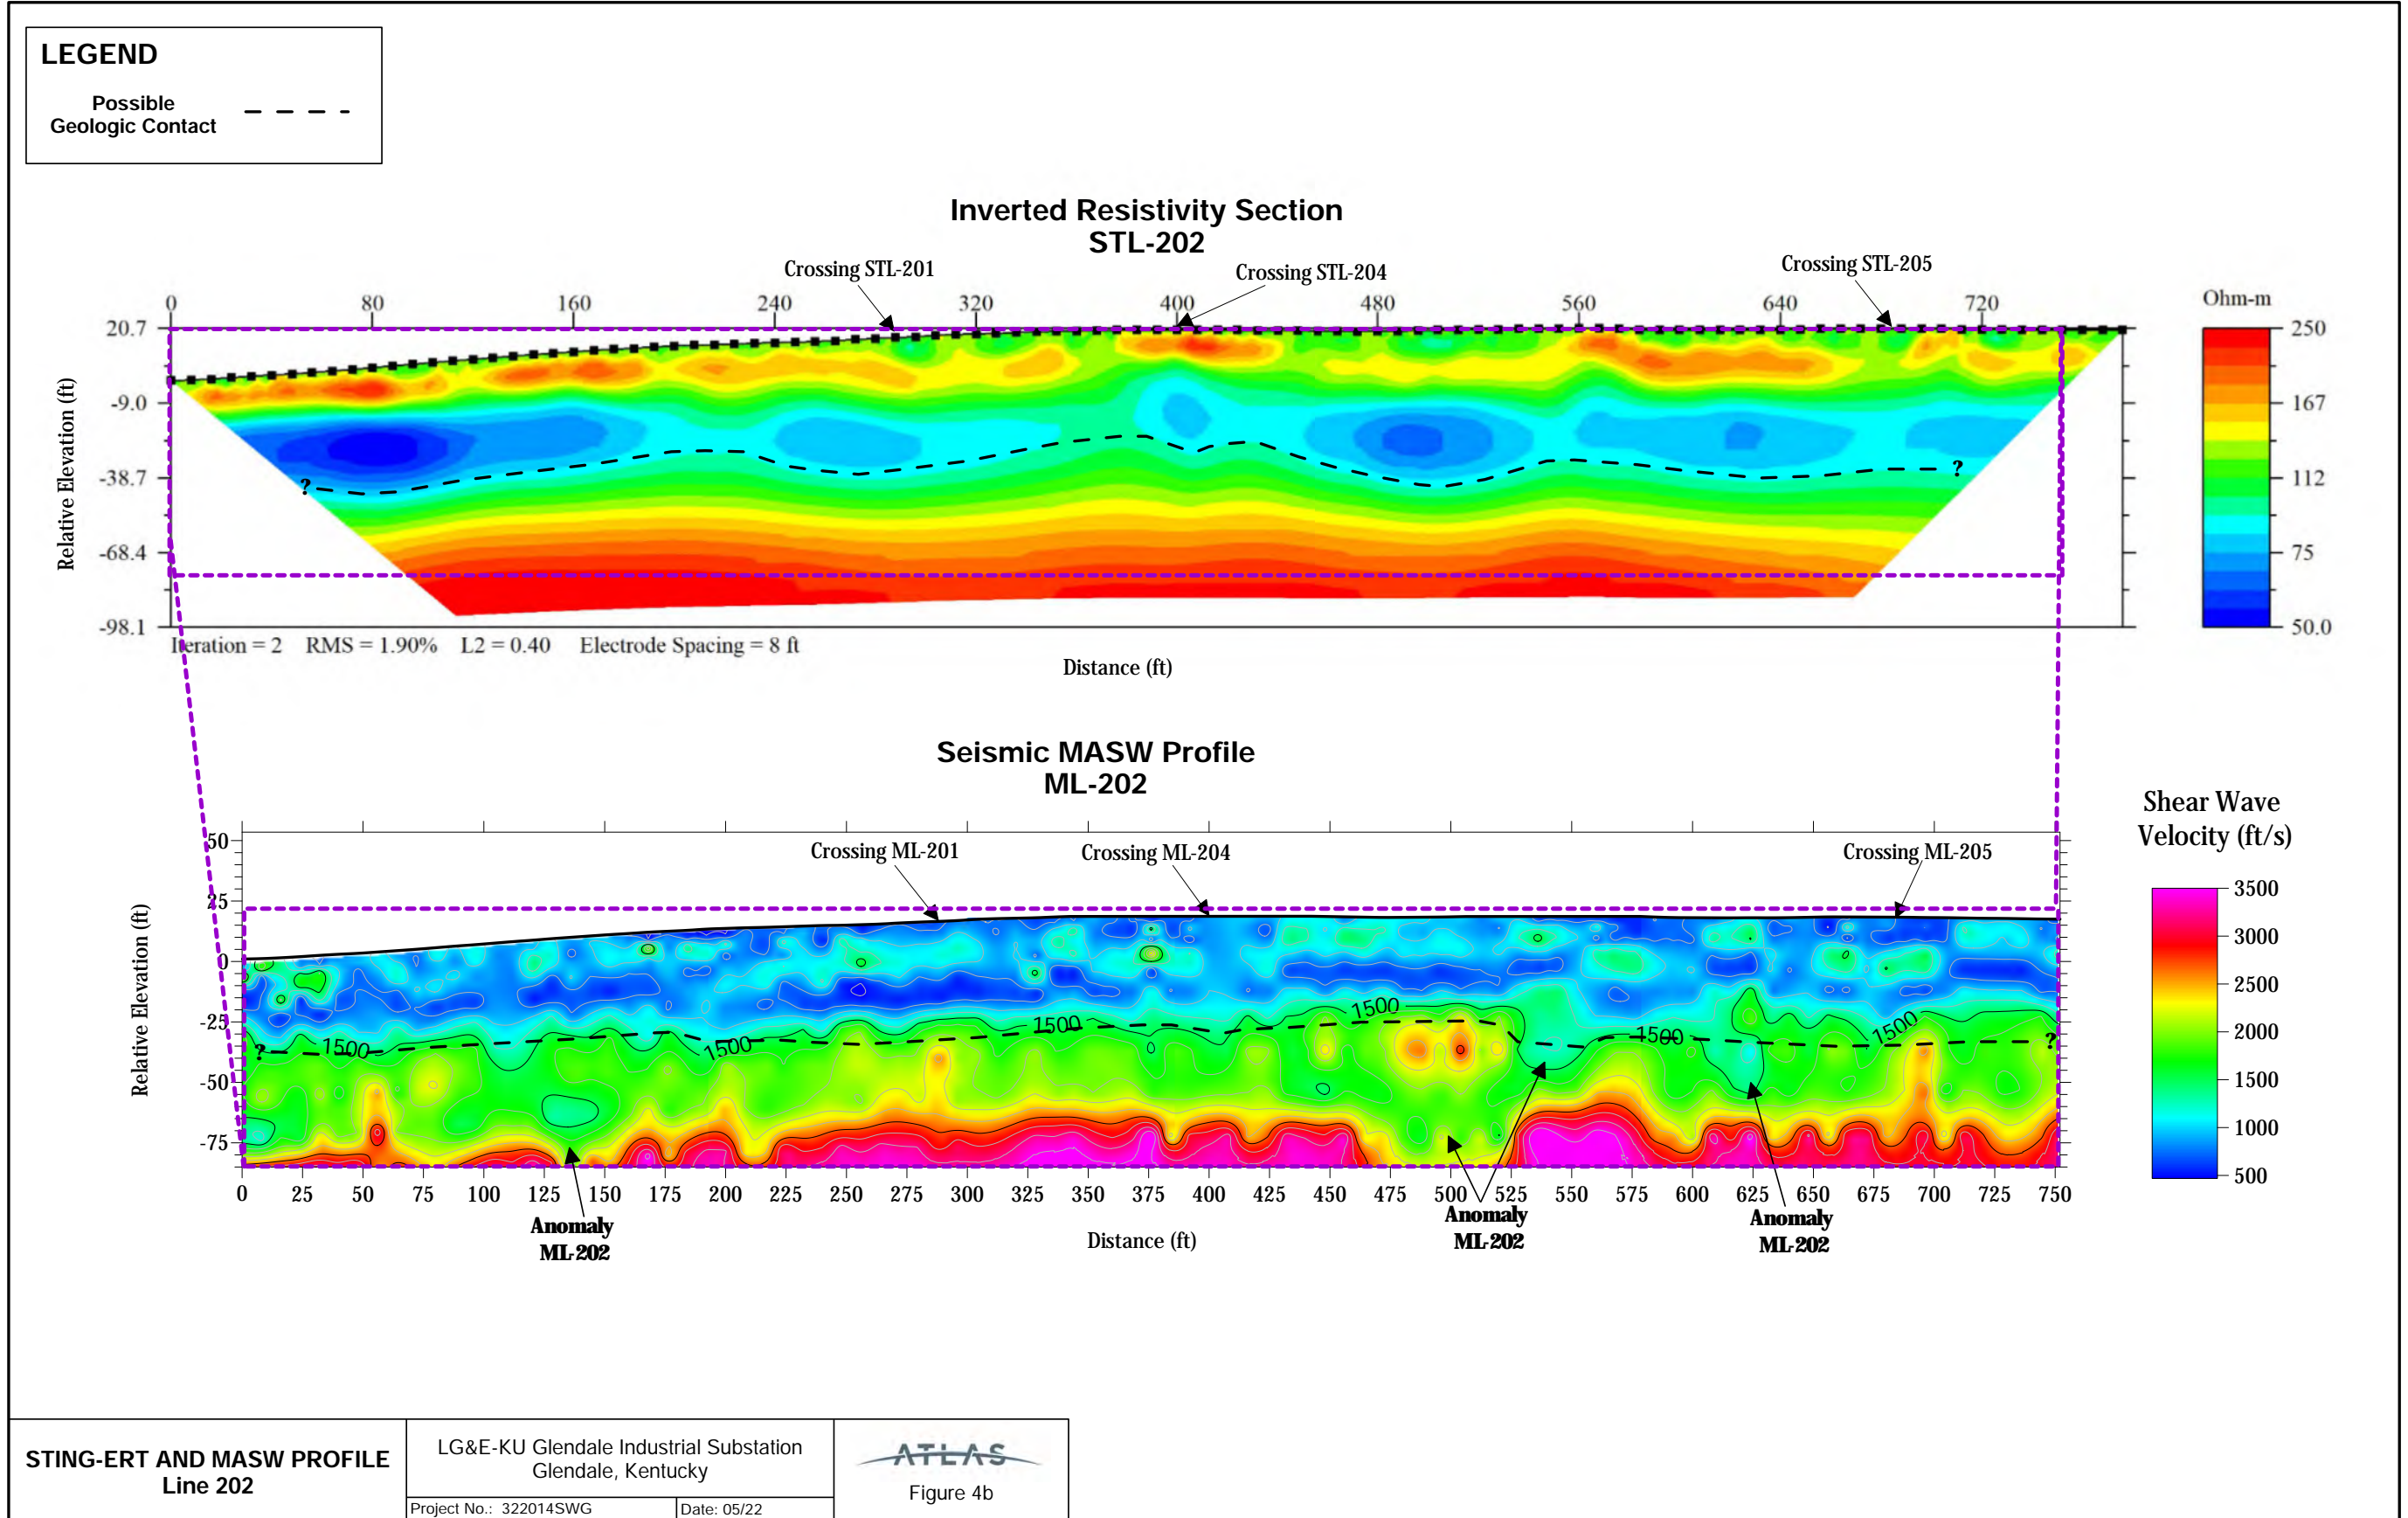 LEGEND
Possible
Geologic Contact
Inverted Resistivity Section
STL-202
Crossing STL-201
Crossing STL-204
Crossing STL-205
0 80 160 240 320 400 480 560 640 720
Ohm-m
20.7
-9.0
-38.7
-68.4
-98.1
Relative Elevation (ft)
250
167
112
75
50.0
?
?
Iteration = 2 RMS = 1.90% L2 = 0.40 Electrode Spacing = 8 ft
Distance (ft)
Seismic MASW Profile
ML-202
Shear Wave
Velocity (ft/s)
Crossing ML-201
Crossing ML-204
Crossing ML-205
50
25
0
-25
-50
-75
Relative Elevation (ft)
3500
3000
2500
2000
1500
1000
500
? 1500 1500 1500 1500 1500 1500 ?
0 25 50 75 100 125 150 175 200 225 250 275 300 325 350 375 400 425 450 475 500 525 550 575 600 625 650 675 700 725 750
Anomaly
ML-202
Distance (ft)
Anomaly
ML-202
Anomaly
ML-202
STING-ERT AND MASW PROFILE
Line 202
LG&E-KU Glendale Industrial Substation
Glendale, Kentucky
Project No.: 322014SWG
Date: 05/22
ATLAS
Figure 4b